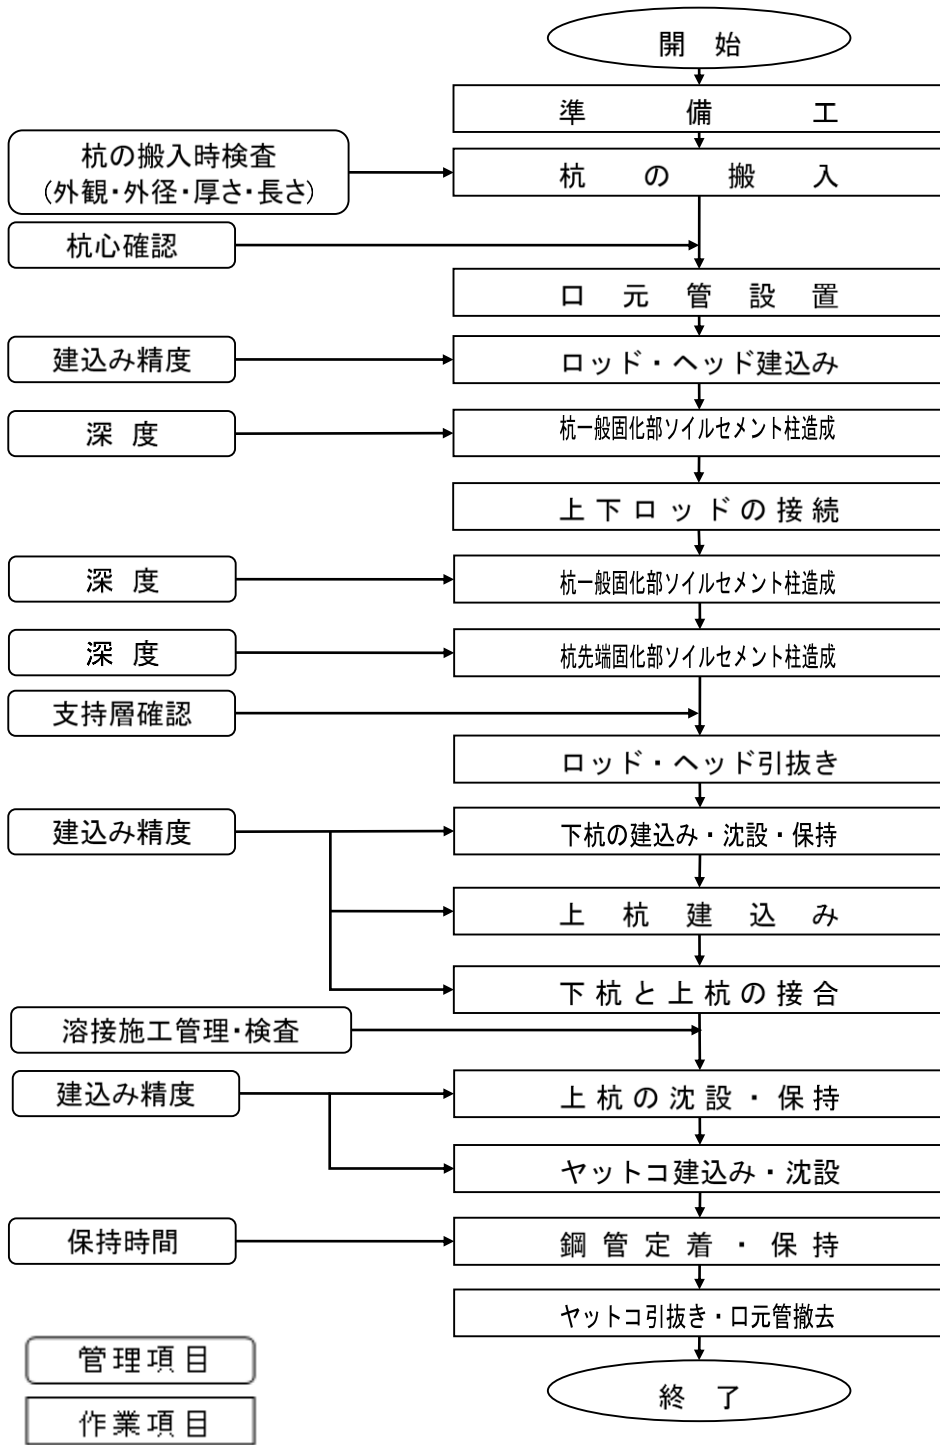 開 始
準 備 工
杭の搬入時検査
(外観・外径・厚さ・長さ)
杭 の 搬 入
杭心確認
口 元 管 設 置
建込み精度
ロッド・ヘッド建込み
深 度
杭一般固化部ソイルセメント柱造成
上下ロッドの接続
深 度
杭一般固化部ソイルセメント柱造成
深 度
杭先端固化部ソイルセメント柱造成
支持層確認
ロッド・ヘッド引抜き
建込み精度
下杭の建込み・沈設・保持
上 杭 建 込 み
下杭と上杭の接合
溶接施工管理・検査
建込み精度
上杭の沈設・保持
ヤットコ建込み・沈設
保持時間
鋼管定着・保持
ヤットコ引抜き・口元管撤去
管理項目
終 了
作業項目